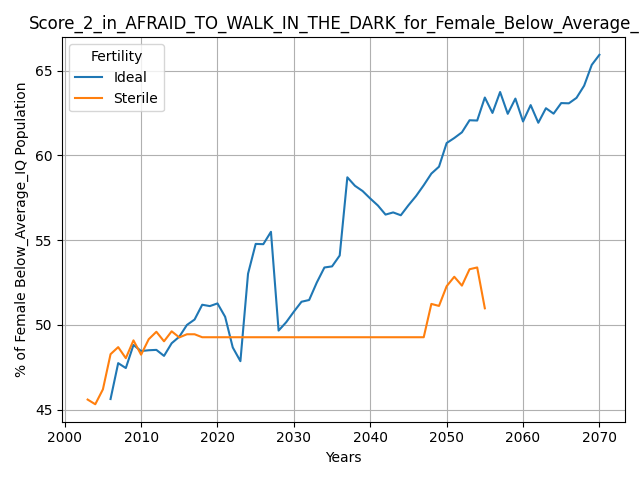 Score_2_in_AFRAID_TO_WALK_IN_THE_DARK_for_Female_Below_Average_
Fertility
Ideal
Sterile
% of Female Below_Average_IQ Population
65
60
55
50
45
2000 2010 2020 2030 2040 2050 2060 2070
Years